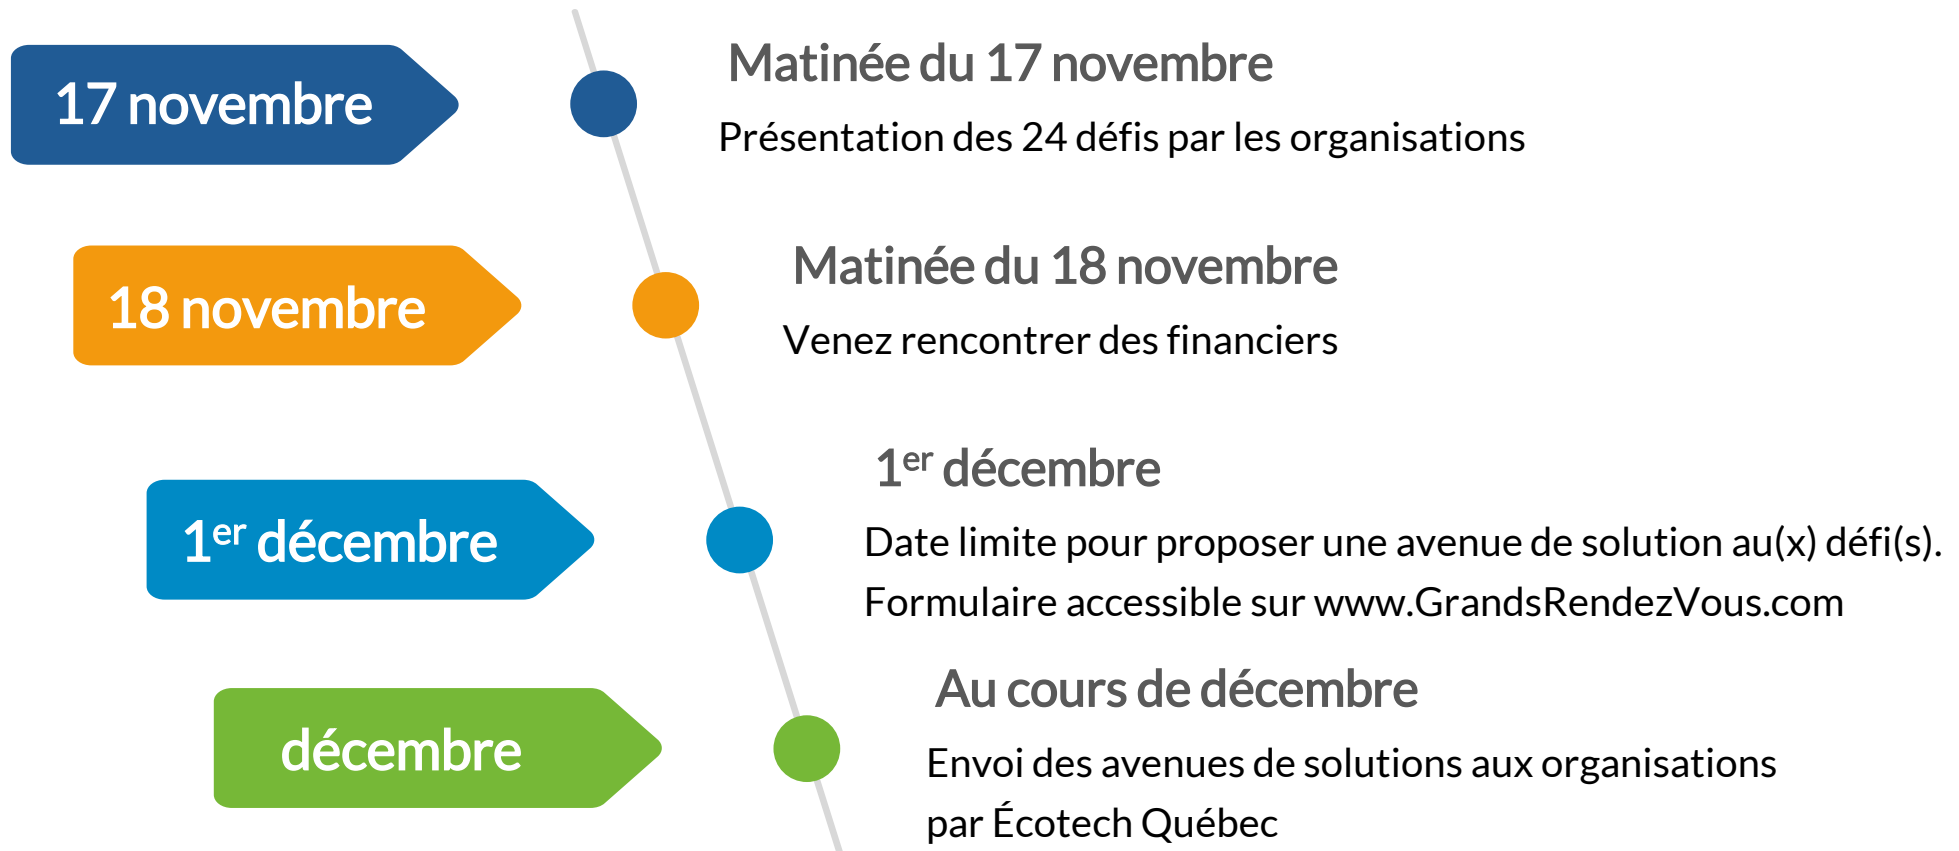 17 novembre
Matinée du 17 novembre
Présentation des 24 défis par les organisations
18 novembre
Matinée du 18 novembre
Venez rencontrer des financiers
1er décembre
1er décembre
Date limite pour proposer une avenue de solution au(x) défi(s).
Formulaire accessible sur www.GrandsRendezVous.com
décembre
Au cours de décembre
Envoi des avenues de solutions aux organisations
par Écotech Québec